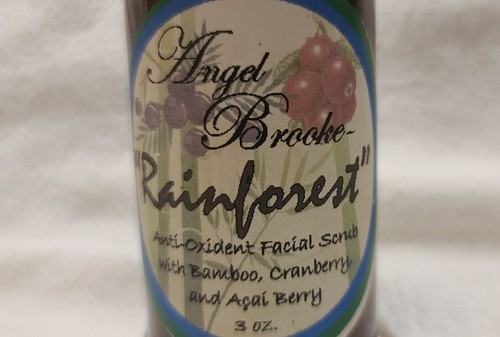 Angel
Brooke-
"Rainforest"
Anti-Oxident Facial Scrub
with Bamboo, Cranberry,
and Açai Berry
3 oz.